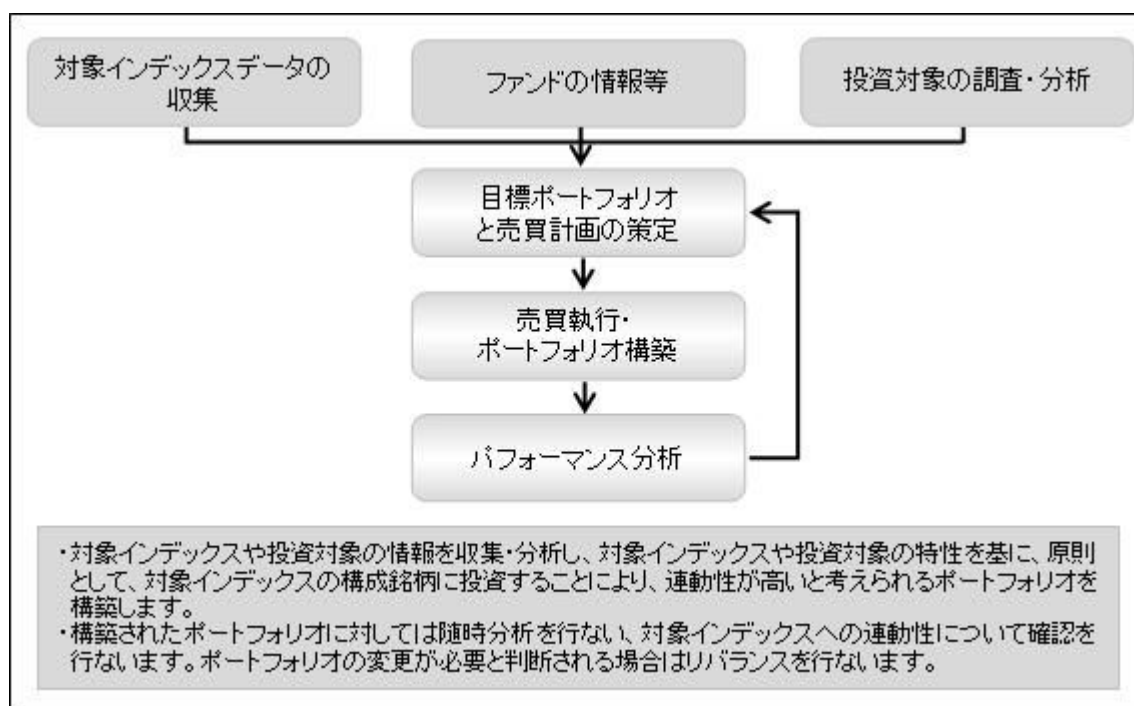 対象インデックスデータの
収集
ファンドの情報等
投資対象の調査・分析
目標ポートフォリオ
と売買計画の策定
売買執行・
ポートフォリオ構築
パフォーマンス分析
・対象インデックスや投資対象の情報を収集・分析し、対象インデックスや投資対象の特性を基に、原則
として、対象インデックスの構成銘柄に投資することにより、連動性が高いと考えられるポートフォリオを
構築します。
・構築されたポートフォリオに対しては随時分析を行ない、対象インデックスへの連動性について確認を
行ないます。ポートフォリオの変更が必要と判断される場合はリバランスを行ないます。